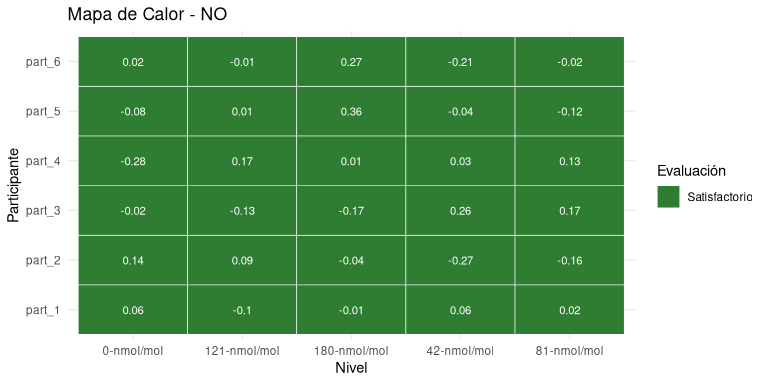 Mapa de Calor - NO
Participante
part_6 0.02 -0.01 0.27 -0.21 -0.02
part_5 -0.08 0.01 0.36 -0.04 -0.12
part_4 -0.28 0.17 0.01 0.03 0.13
part_3 -0.02 -0.13 -0.17 0.26 0.17
part_2 0.14 0.09 -0.04 -0.27 -0.16
part_1 0.06 -0.1 -0.01 0.06 0.02
0-nmol/mol 121-nmol/mol 180-nmol/mol 42-nmol/mol 81-nmol/mol
Nivel
Evaluación
Satisfactorio